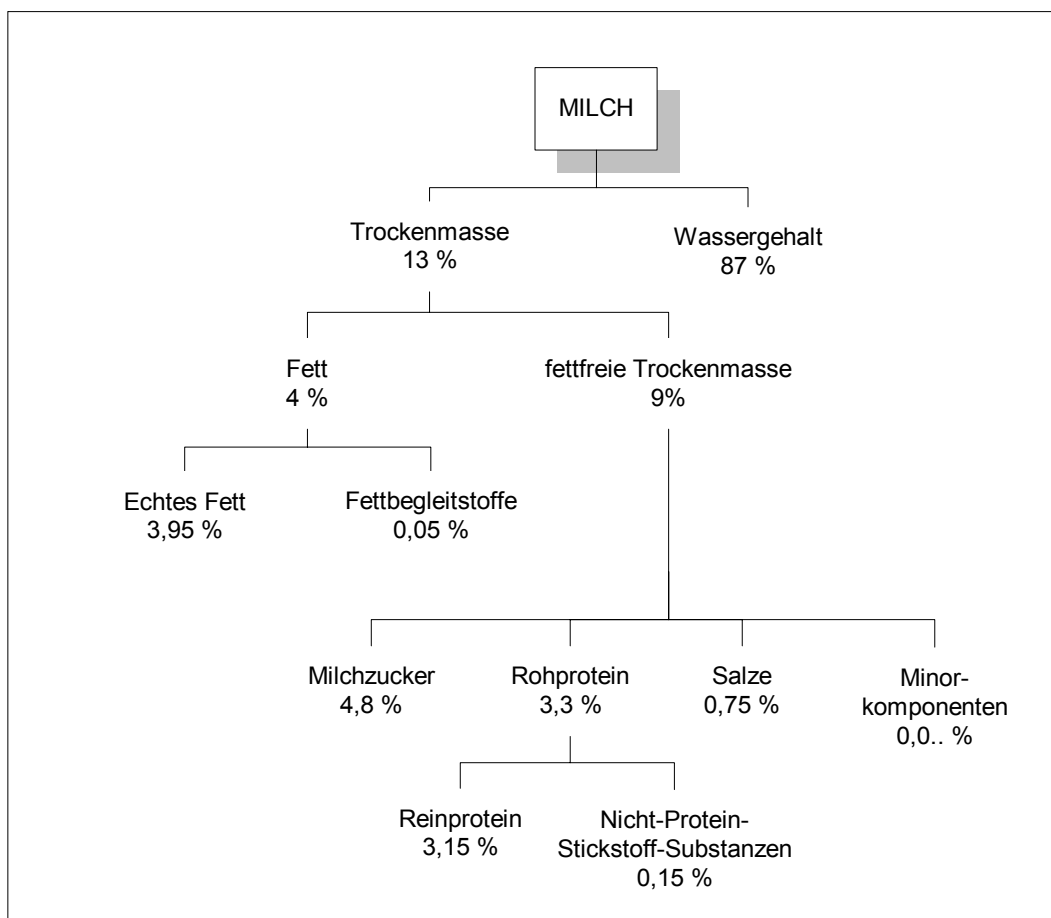 MILCH
Trockenmasse
13 %
Wassergehalt
87 %
Fett
4 %
fettfreie Trockenmasse
9%
Echtes Fett
3,95 %
Fettbegleitstoffe
0,05 %
Milchzucker
4,8 %
Rohprotein
3,3 %
Salze
0,75 %
Minor-
komponenten
0,0.. %
Reinprotein
3,15 %
Nicht-Protein-
Stickstoff-Substanzen
0,15 %